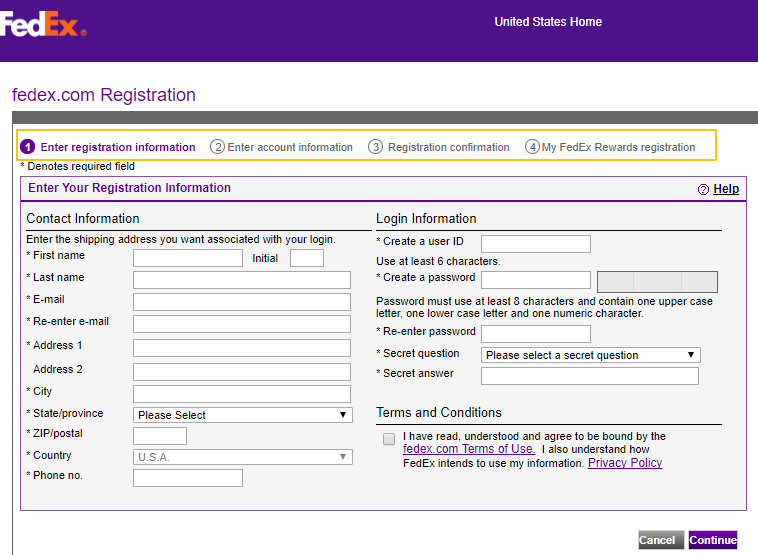 FedEx®
United States Home
fedex.com Registration
1 Enter registration information 2 Enter account information 3 Registration confirmation 4 My FedEx Rewards registration
* Denotes required field
Enter Your Registration Information
? Help
Contact Information
Enter the shipping address you want associated with your login.
* First name Initial
* Last name
* E-mail
* Re-enter e-mail
* Address 1
Address 2
* City
* State/province Please Select
* ZIP/postal
* Country U.S.A.
* Phone no.
Login Information
* Create a user ID
Use at least 6 characters.
* Create a password
Password must use at least 8 characters and contain one upper case
letter, one lower case letter and one numeric character.
* Re-enter password
* Secret question Please select a secret question
* Secret answer
Terms and Conditions
I have read, understood and agree to be bound by the
fedex.com Terms of Use. I also understand how
FedEx intends to use my information. Privacy Policy
Cancel Continue